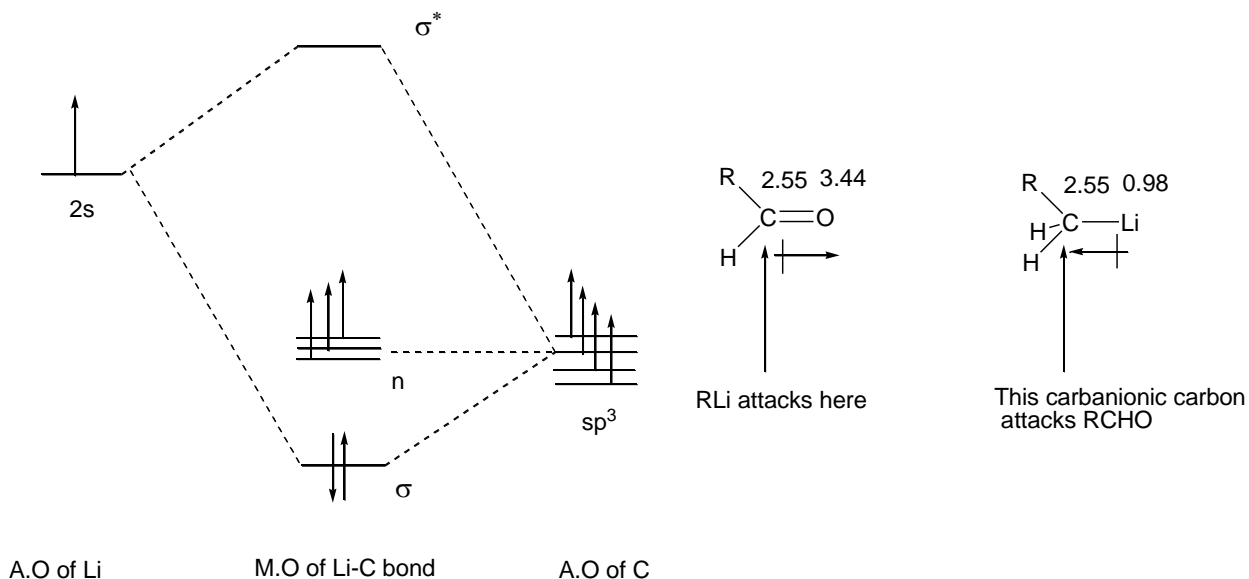 σ*
2s
n
sp3
σ
A.O of Li
M.O of Li-C bond
A.O of C
R
2.55 3.44
C
O
H
RLi attacks here
R
2.55 0.98
H
C
Li
H
This carbanionic carbon
attacks RCHO